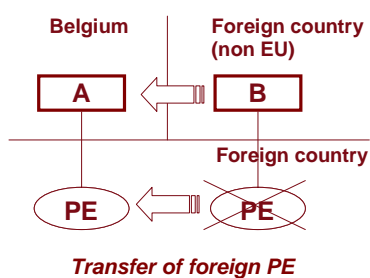 Belgium
Foreign country
(non EU)
A
B
Foreign country
PE
PE
Transfer of foreign PE